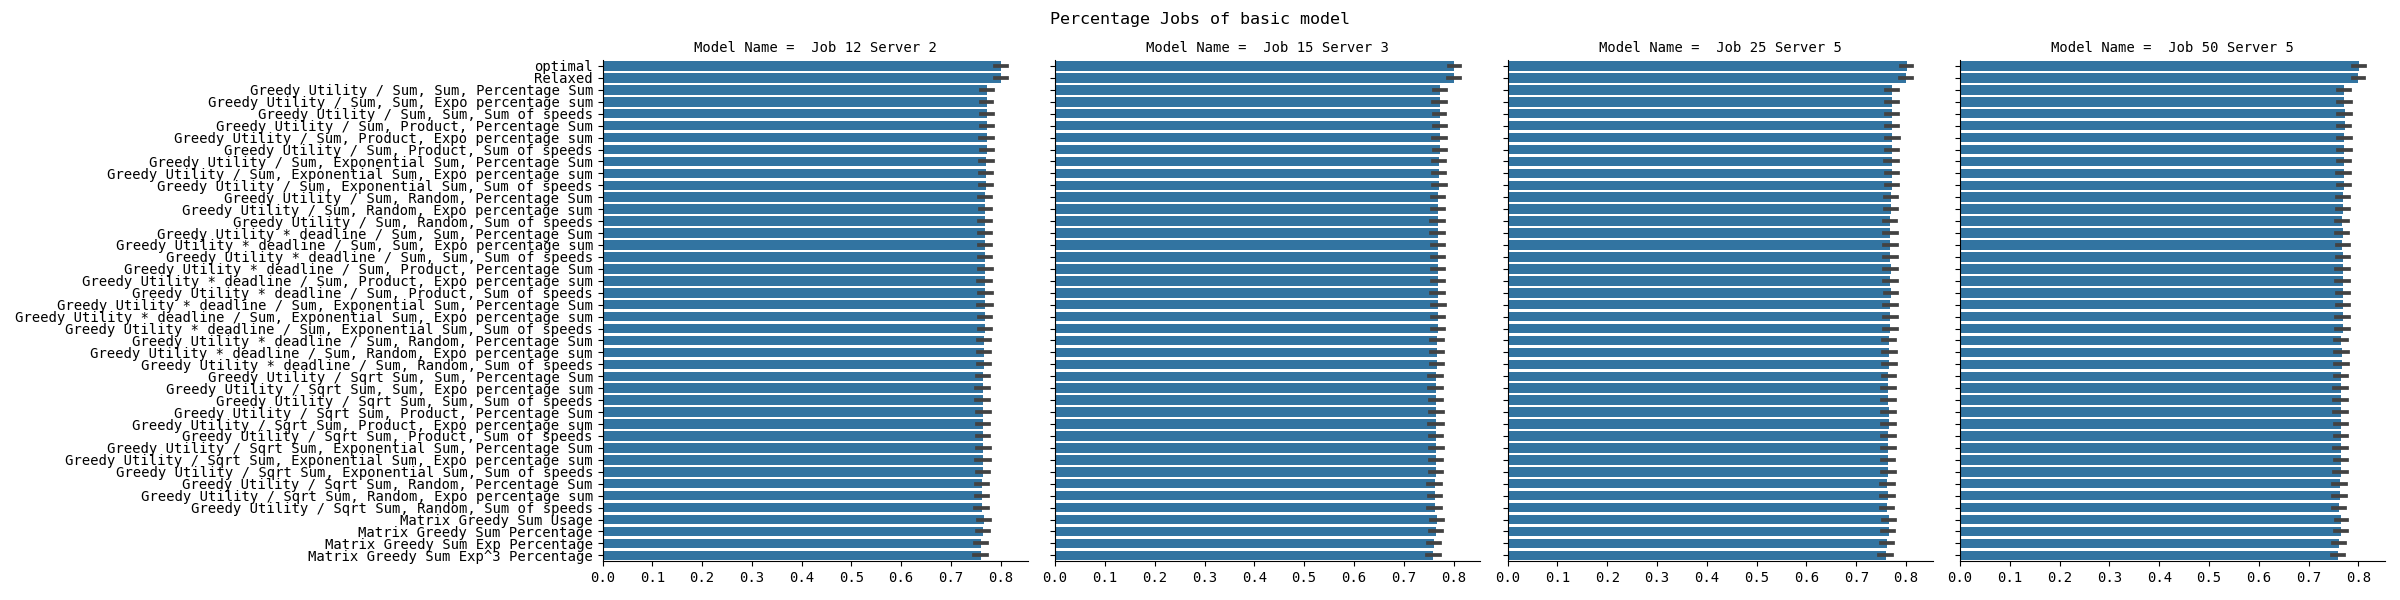 Percentage Jobs of basic model
Model Name =  Job 12 Server 2
Model Name =  Job 15 Server 3
Model Name =  Job 25 Server 5
Model Name =  Job 50 Server 5
optimal
Relaxed
Greedy Utility / Sum, Sum, Percentage Sum
Greedy Utility / Sum, Sum, Expo percentage sum
Greedy Utility / Sum, Sum, Sum of speeds
Greedy Utility / Sum, Product, Percentage Sum
Greedy Utility / Sum, Product, Expo percentage sum
Greedy Utility / Sum, Product, Sum of speeds
Greedy Utility / Sum, Exponential Sum, Percentage Sum
Greedy Utility / Sum, Exponential Sum, Expo percentage sum
Greedy Utility / Sum, Exponential Sum, Sum of speeds
Greedy Utility / Sum, Random, Percentage Sum
Greedy Utility / Sum, Random, Expo percentage sum
Greedy Utility / Sum, Random, Sum of speeds
Greedy Utility * deadline / Sum, Sum, Percentage Sum
Greedy Utility * deadline / Sum, Sum, Expo percentage sum
Greedy Utility * deadline / Sum, Sum, Sum of speeds
Greedy Utility * deadline / Sum, Product, Percentage Sum
Greedy Utility * deadline / Sum, Product, Expo percentage sum
Greedy Utility * deadline / Sum, Product, Sum of speeds
Greedy Utility * deadline / Sum, Exponential Sum, Percentage Sum
Greedy Utility * deadline / Sum, Exponential Sum, Expo percentage sum
Greedy Utility * deadline / Sum, Exponential Sum, Sum of speeds
Greedy Utility * deadline / Sum, Random, Percentage Sum
Greedy Utility * deadline / Sum, Random, Expo percentage sum
Greedy Utility * deadline / Sum, Random, Sum of speeds
Greedy Utility / Sqrt Sum, Sum, Percentage Sum
Greedy Utility / Sqrt Sum, Sum, Expo percentage sum
Greedy Utility / Sqrt Sum, Sum, Sum of speeds
Greedy Utility / Sqrt Sum, Product, Percentage Sum
Greedy Utility / Sqrt Sum, Product, Expo percentage sum
Greedy Utility / Sqrt Sum, Product, Sum of speeds
Greedy Utility / Sqrt Sum, Exponential Sum, Percentage Sum
Greedy Utility / Sqrt Sum, Exponential Sum, Expo percentage sum
Greedy Utility / Sqrt Sum, Exponential Sum, Sum of speeds
Greedy Utility / Sqrt Sum, Random, Percentage Sum
Greedy Utility / Sqrt Sum, Random, Expo percentage sum
Greedy Utility / Sqrt Sum, Random, Sum of speeds
Matrix Greedy Sum Usage
Matrix Greedy Sum Percentage
Matrix Greedy Sum Exp Percentage
Matrix Greedy Sum Exp^3 Percentage
0.0 0.1 0.2 0.3 0.4 0.5 0.6 0.7 0.8
0.0 0.1 0.2 0.3 0.4 0.5 0.6 0.7 0.8
0.0 0.1 0.2 0.3 0.4 0.5 0.6 0.7 0.8
0.0 0.1 0.2 0.3 0.4 0.5 0.6 0.7 0.8